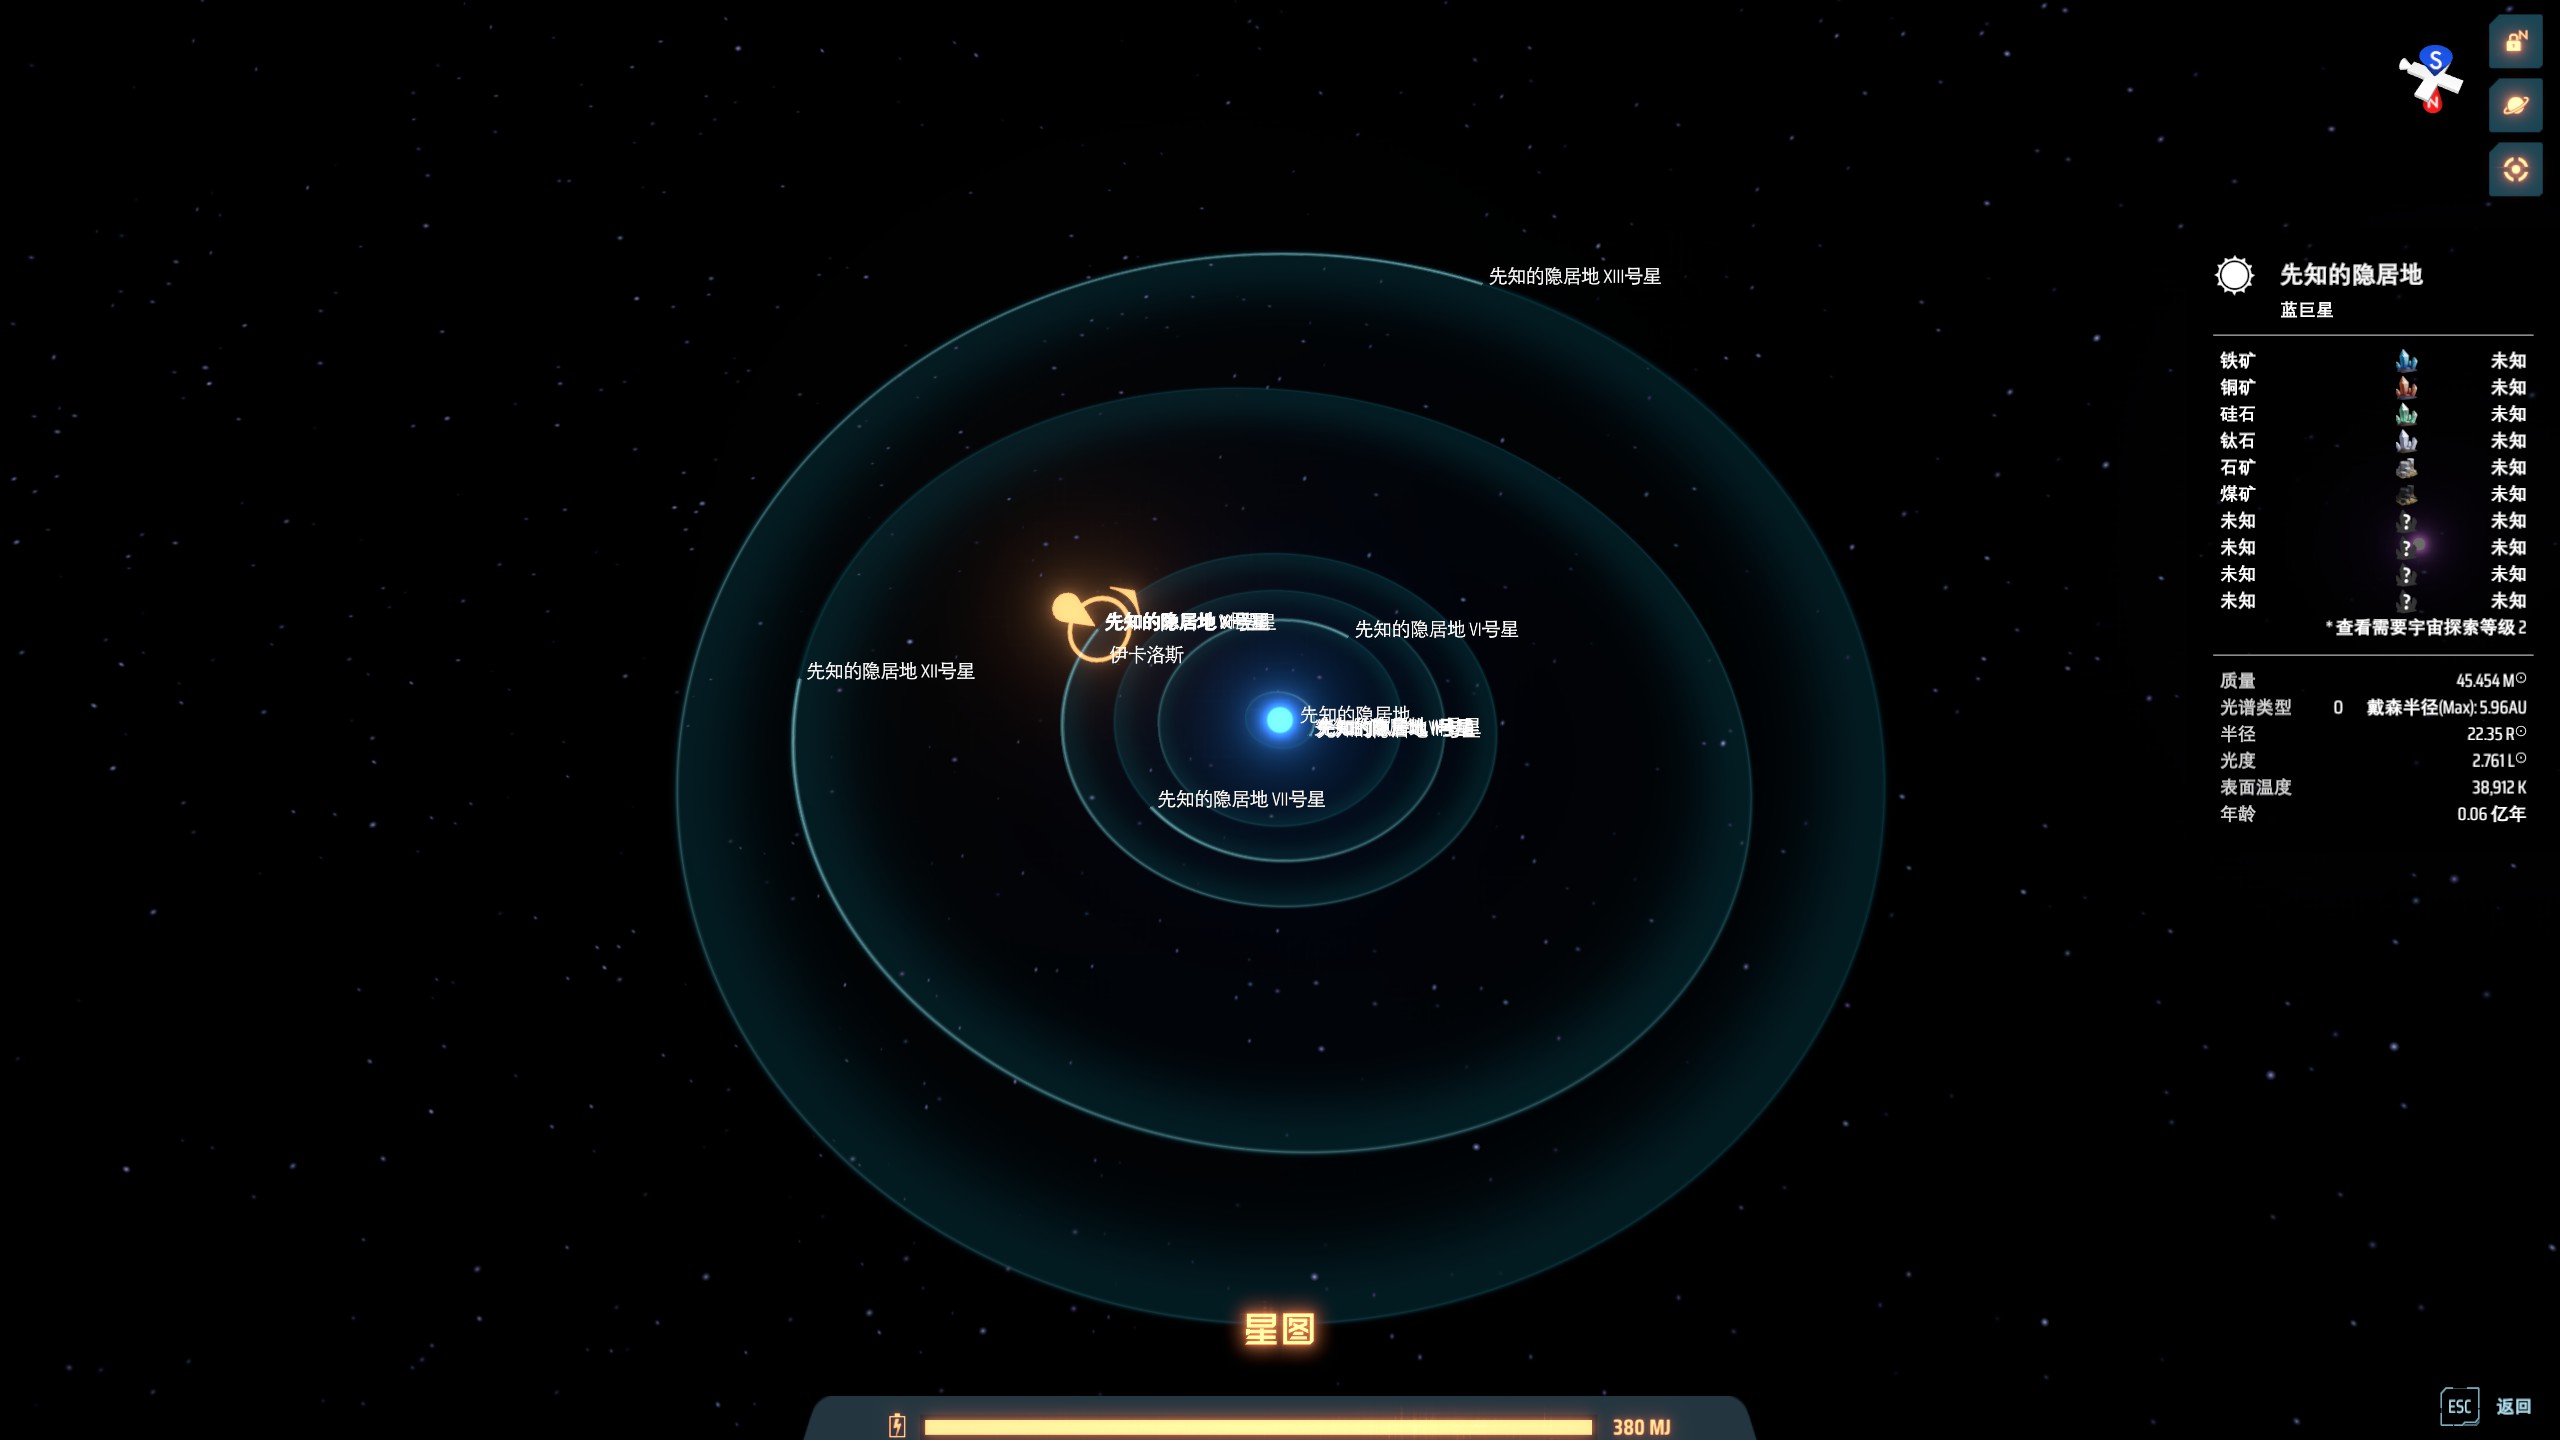 N
S
N
先知的隐居地 XIII号星
先知的隐居地
蓝巨星
铁矿 未知
铜矿 未知
硅石 未知
钛石 未知
石矿 未知
煤矿 未知
未知 ? 未知
未知 ? 未知
未知 ? 未知
未知 ? 未知
*查看需要宇宙探索等级 2
先知的隐居地
伊卡洛斯
先知的隐居地 VI号星
先知的隐居地 XII号星
先知的隐居地
先知的隐居地 VII号星
质量 45.454 M☉
光谱类型 O 戴森半径(Max): 5.96AU
半径 22.35 R☉
光度 2.761 L☉
表面温度 38,912 K
年龄 0.06 亿年
星图
380 MJ
ESC 返回